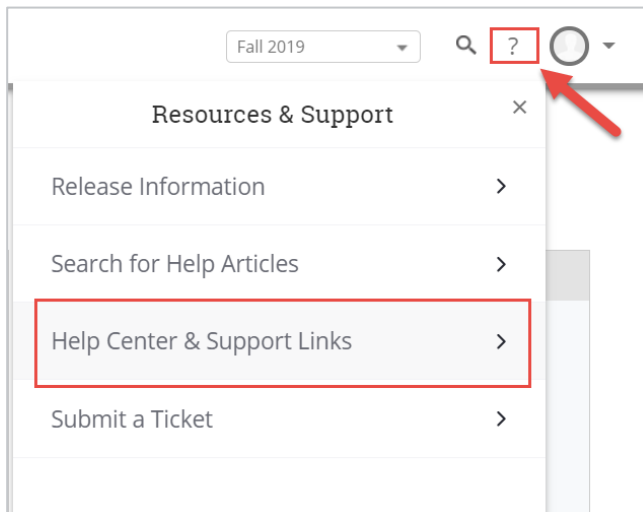 Fall 2019
?
Resources & Support
×
Release Information
Search for Help Articles
Help Center & Support Links
Submit a Ticket